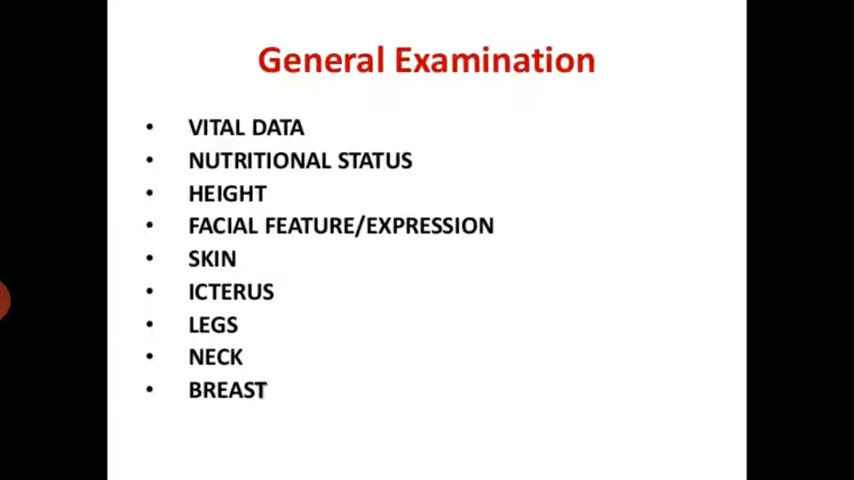 General Examination
• VITAL DATA
• NUTRITIONAL STATUS
• HEIGHT
• FACIAL FEATURE/EXPRESSION
• SKIN
• ICTERUS
• LEGS
• NECK
• BREAST